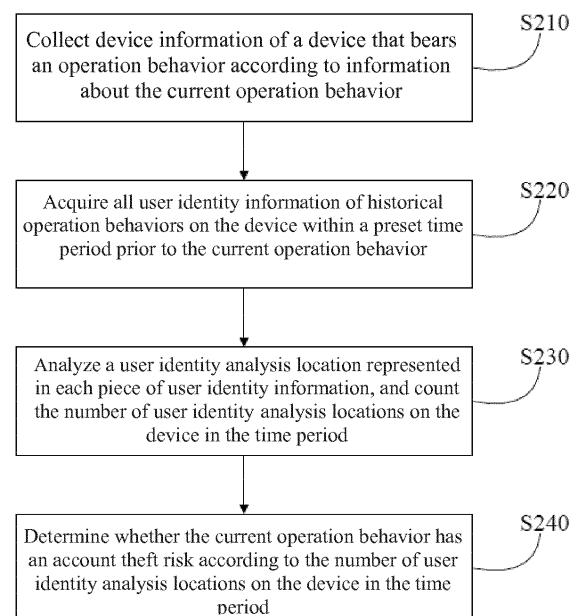 S210
Collect device information of a device that bears
an operation behavior according to information
about the current operation behavior
S220
Acquire all user identity information of historical
operation behaviors on the device within a preset time
period prior to the current operation behavior
S230
Analyze a user identity analysis location represented
in each piece of user identity information, and count
the number of user identity analysis locations on the
device in the time period
S240
Determine whether the current operation behavior has
an account theft risk according to the number of user
identity analysis locations on the device in the time
period